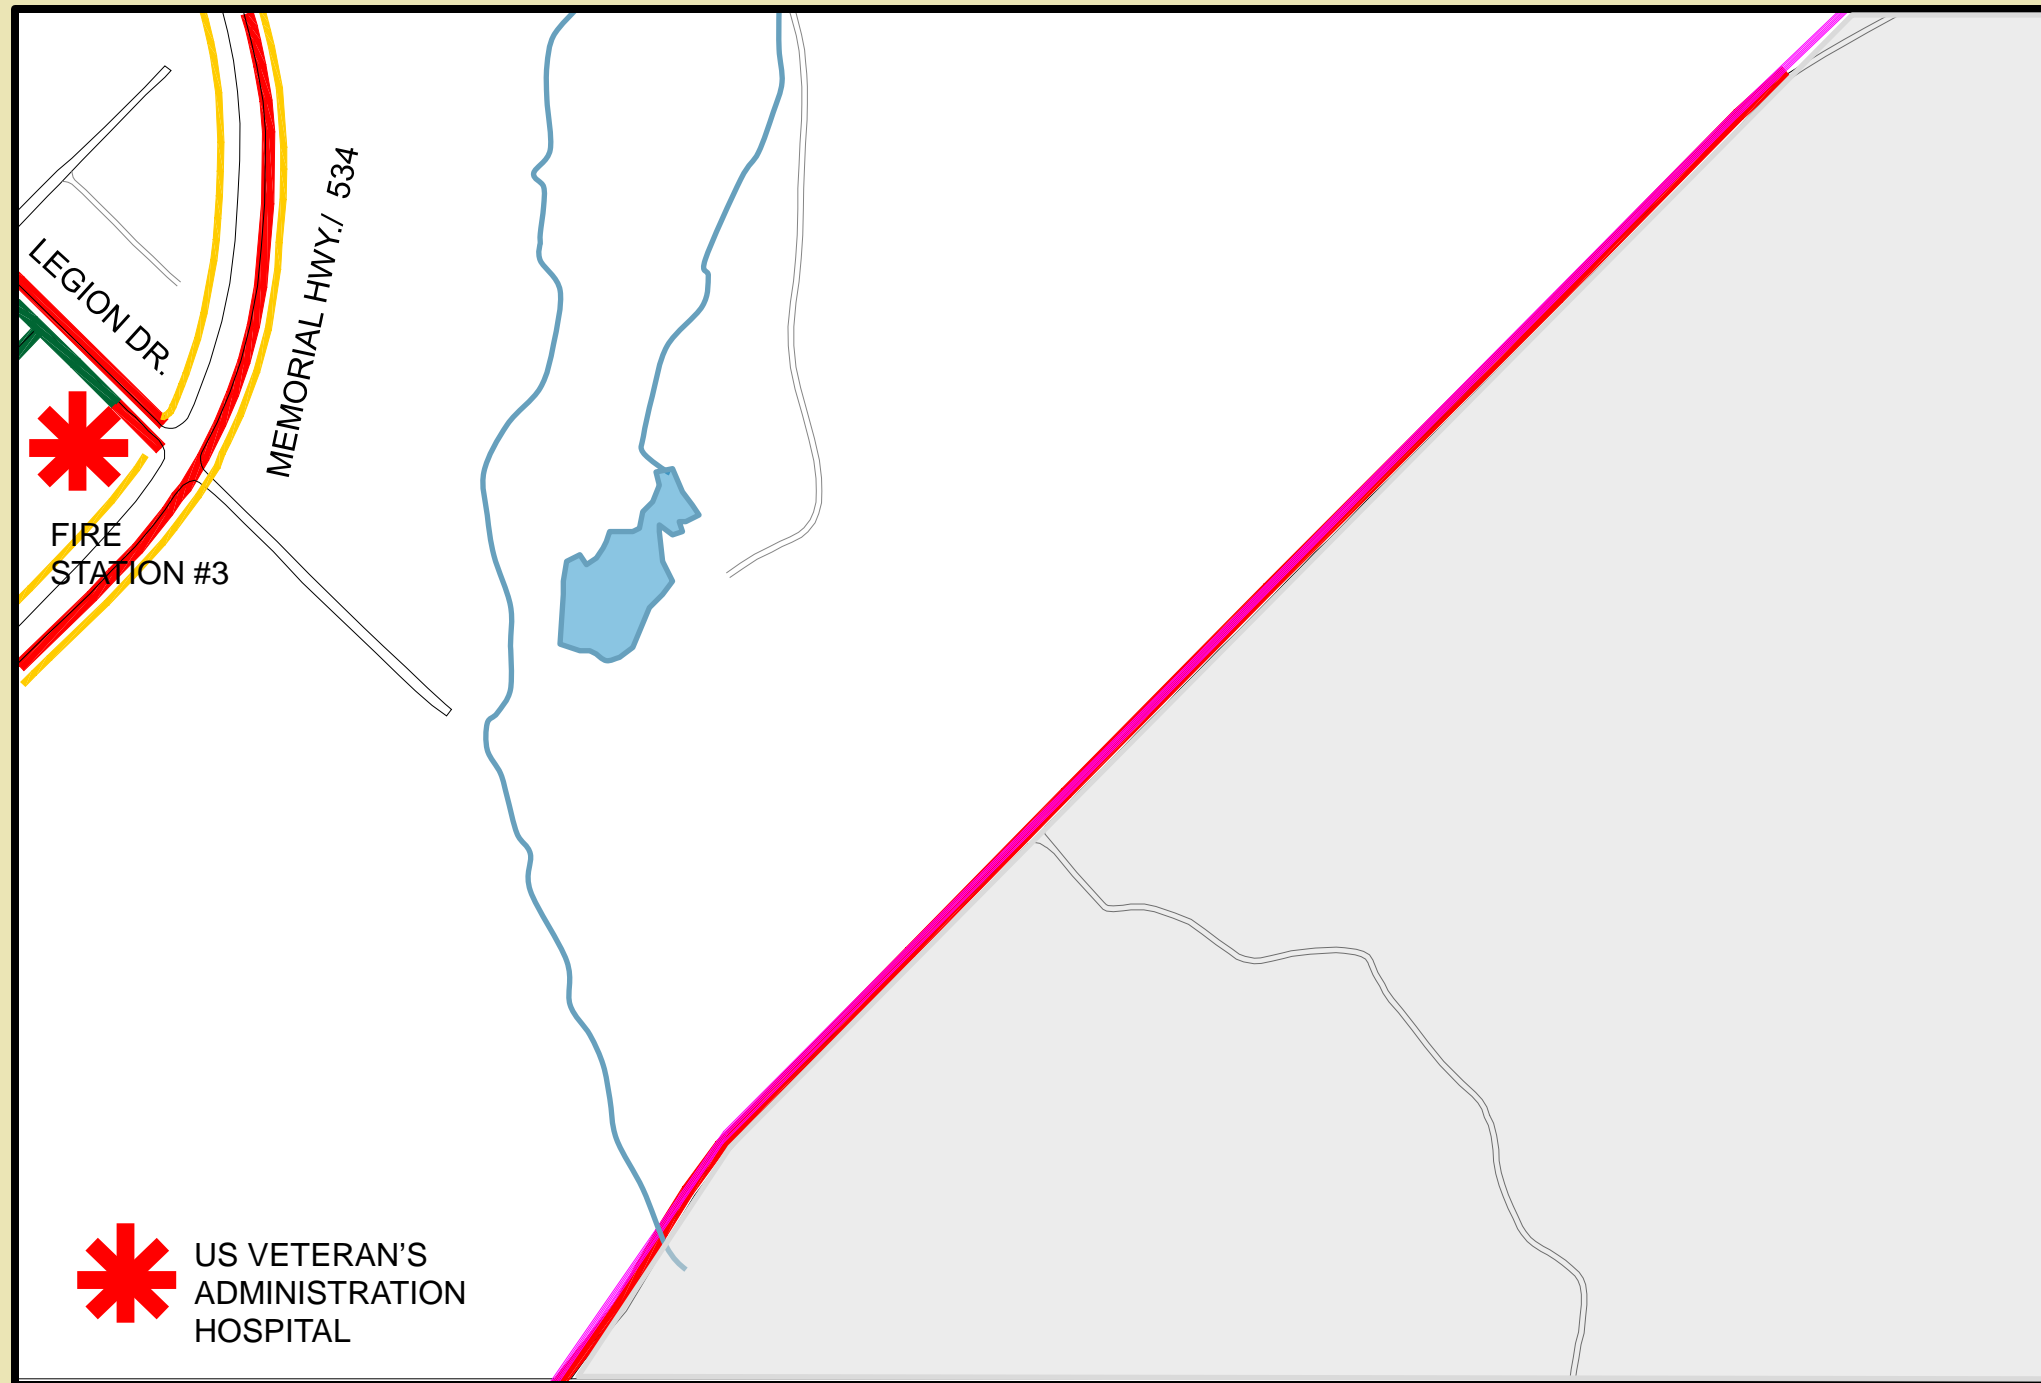 MEMORIAL HWY./ 534
LEGION DR.
FIRE
STATION #3
US VETERAN'S
ADMINISTRATION
HOSPITAL